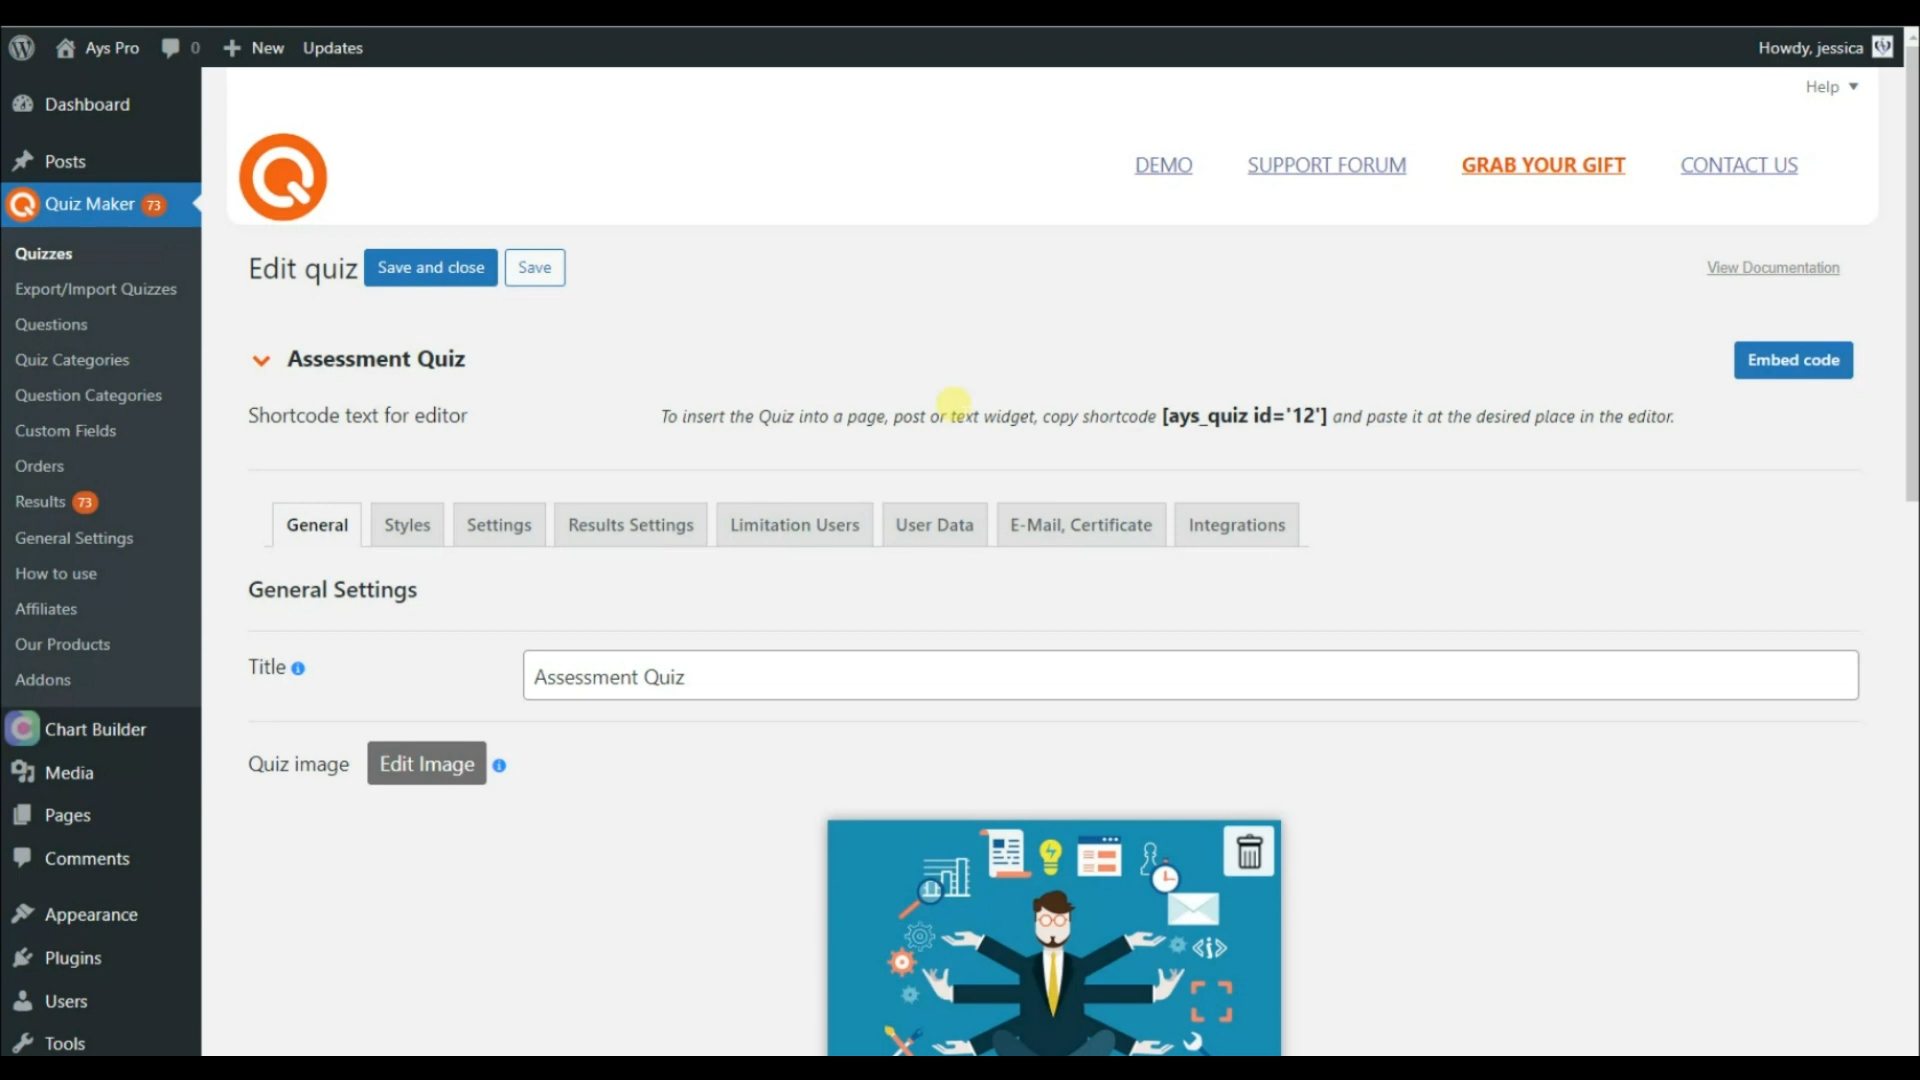 Ays Pro 0 New Updates Howdy, jessica
Dashboard
Posts
Quiz Maker 73
Quizzes
Export/Import Quizzes
Questions
Quiz Categories
Question Categories
Custom Fields
Orders
Results 73
General Settings
How to use
Affiliates
Our Products
Addons
Chart Builder
Media
Pages
Comments
Appearance
Plugins
Users
Tools
Help
DEMO SUPPORT FORUM GRAB YOUR GIFT CONTACT US
Edit quiz Save and close Save View Documentation
Assessment Quiz Embed code
Shortcode text for editor To insert the Quiz into a page, post or text widget, copy shortcode [ays_quiz id='12'] and paste it at the desired place in the editor.
General Styles Settings Results Settings Limitation Users User Data E-Mail, Certificate Integrations
General Settings
Title Assessment Quiz
Quiz image Edit Image